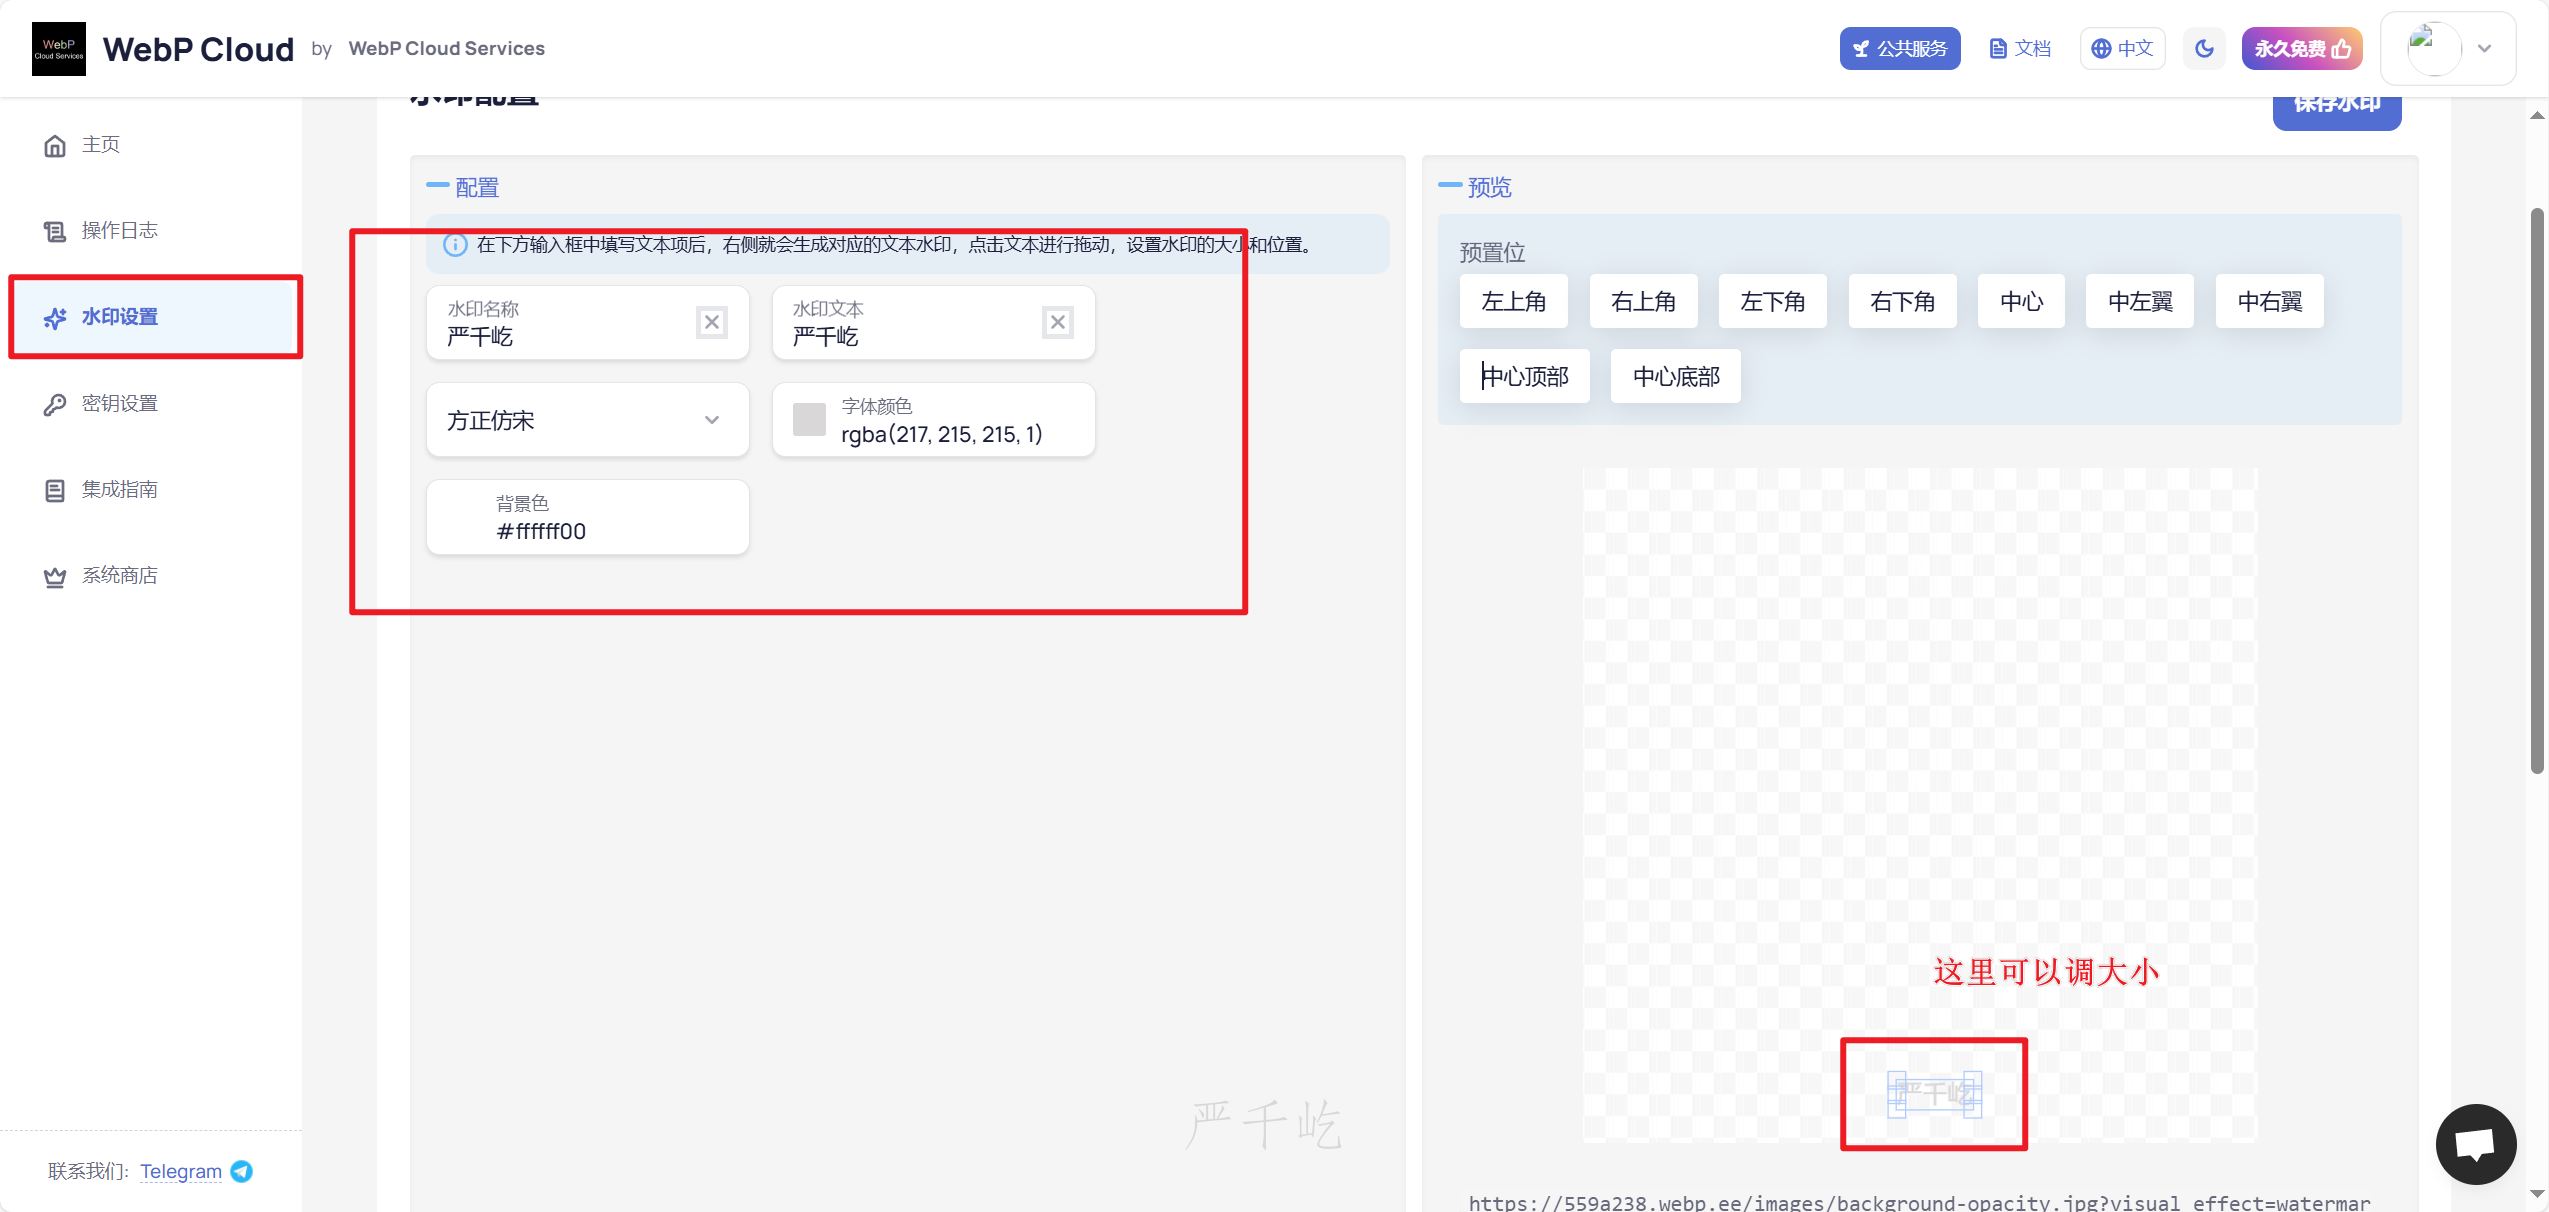 WebP
Cloud Services
WebP Cloud by WebP Cloud Services
公共服务
文档
中文
永久免费
主页
操作日志
水印设置
密钥设置
集成指南
系统商店
联系我们: Telegram
水印配置
保存水印
配置
在下方输入框中填写文本项后，右侧就会生成对应的文本水印，点击文本进行拖动，设置水印的大小和位置。
水印名称
严千屹
水印文本
严千屹
方正仿宋
字体颜色
rgba(217, 215, 215, 1)
背景色
#ffffff00
严千屹
预览
预置位
左上角
右上角
左下角
右下角
中心
中左翼
中右翼
中心顶部
中心底部
这里可以调大小
严千屹
https://559a238.webp.ee/images/background-opacity.jpg?visual_effect=watermar